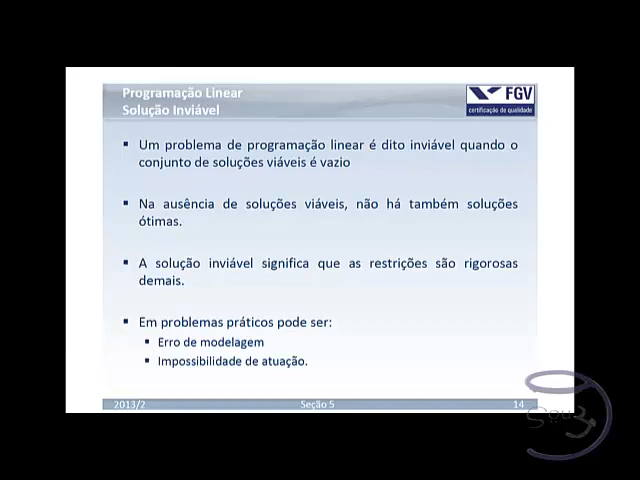 Programação Linear
Solução Inviável
FGV
certificação de qualidade
▪ Um problema de programação linear é dito inviável quando o
conjunto de soluções viáveis é vazio
▪ Na ausência de soluções viáveis, não há também soluções
ótimas.
▪ A solução inviável significa que as restrições são rigorosas
demais.
▪ Em problemas práticos pode ser:
▪ Erro de modelagem
▪ Impossibilidade de atuação.
2013/2 Seção 5 14